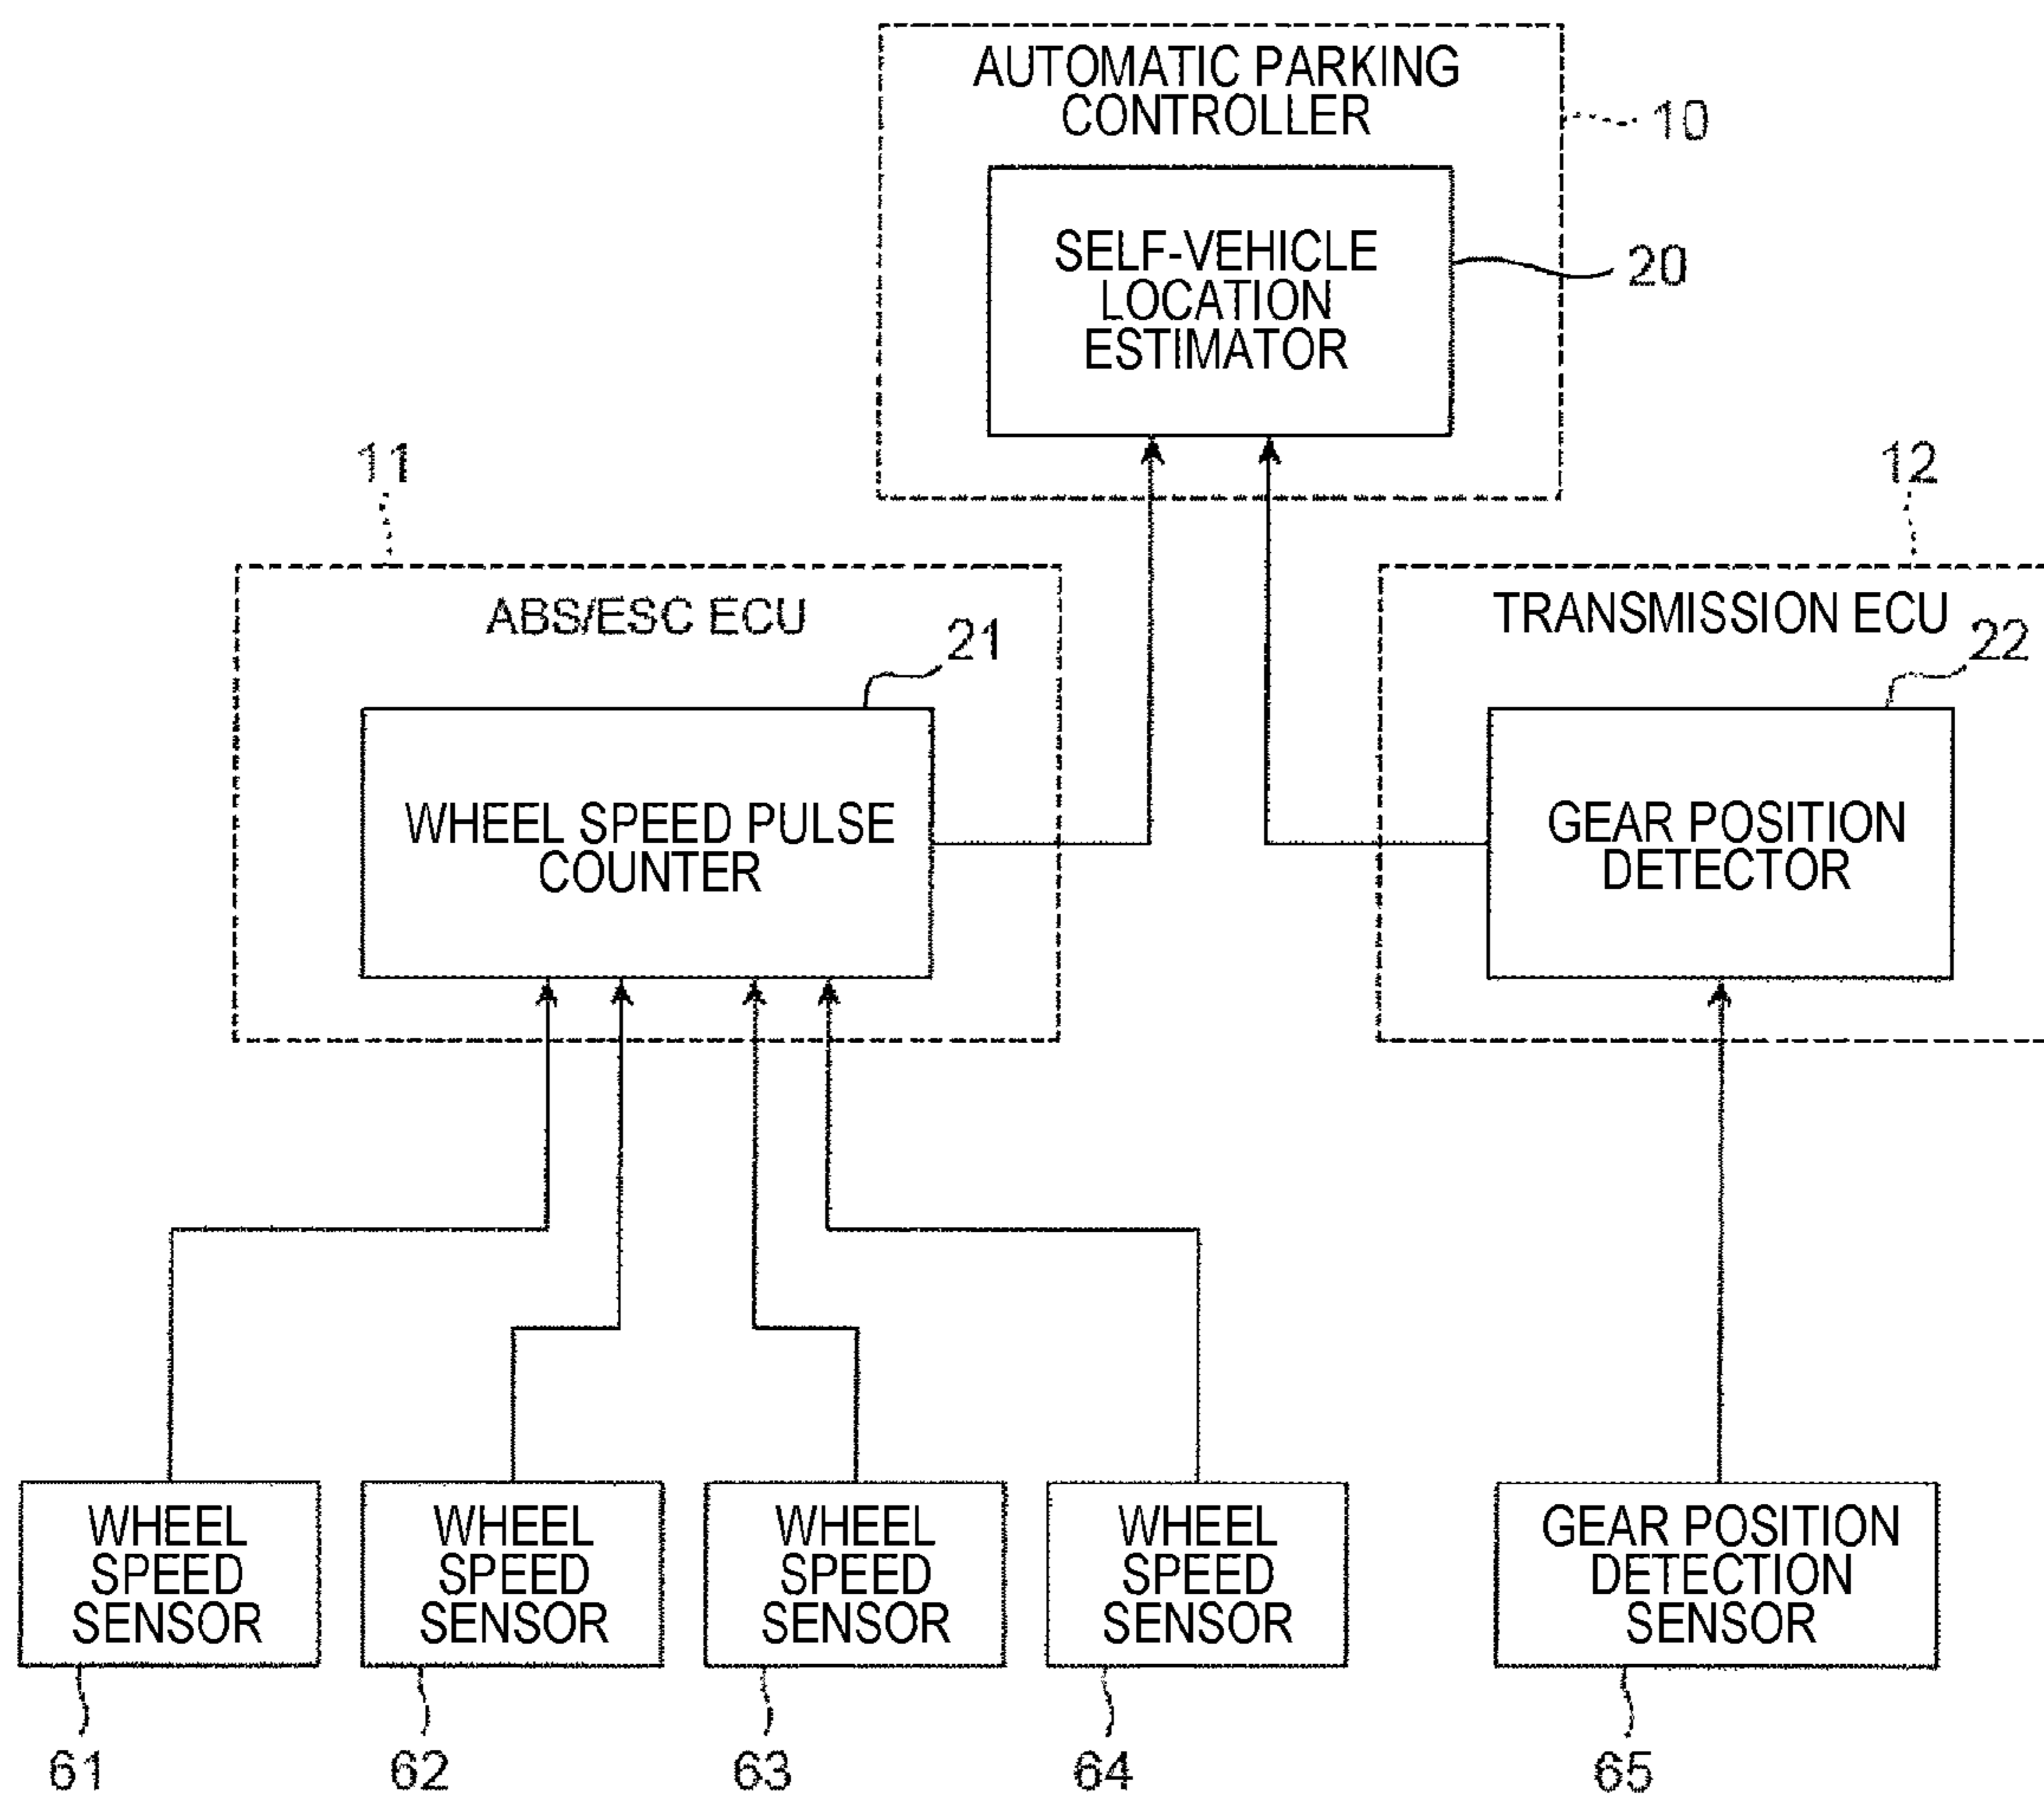 AUTOMATIC PARKING
CONTROLLER
10
SELF-VEHICLE
LOCATION
ESTIMATOR
20
11
12
ABS/ESC ECU
21
TRANSMISSION ECU
22
WHEEL SPEED PULSE
COUNTER
GEAR POSITION
DETECTOR
WHEEL
SPEED
SENSOR
WHEEL
SPEED
SENSOR
WHEEL
SPEED
SENSOR
WHEEL
SPEED
SENSOR
GEAR POSITION
DETECTION
SENSOR
61
62
63
64
65